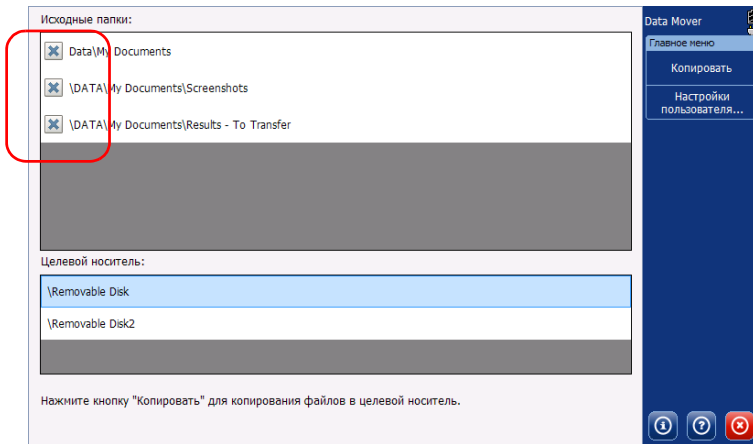 Исходные папки:
Data\My Documents
\DATA\My Documents\Screenshots
\DATA\My Documents\Results - To Transfer
Целевой носитель:
\Removable Disk
\Removable Disk2
Нажмите кнопку "Копировать" для копирования файлов в целевой носитель.
Data Mover
Главное меню
Копировать
Настройки
пользователя...